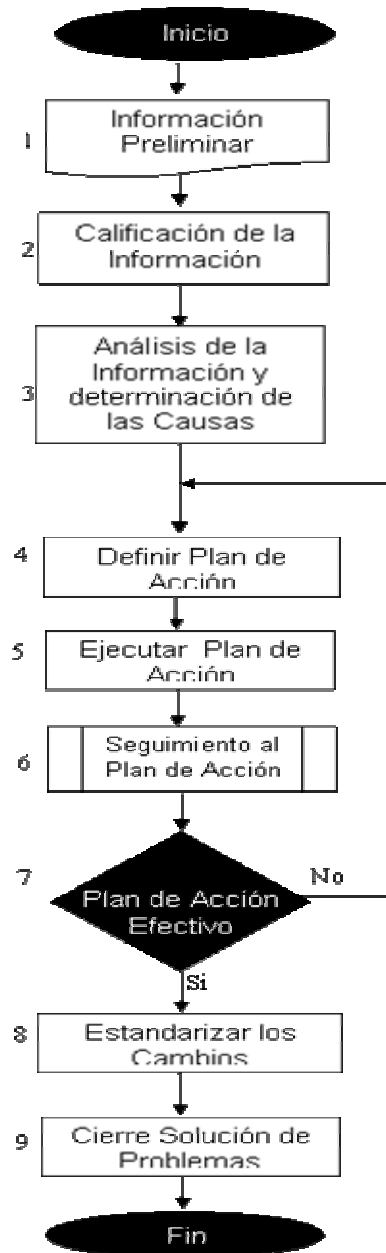 Inicio
1
Información
Preliminar
2
Calificación de la
Información
3
Análisis de la
Información y
determinación de
las Causas
4
Definir Plan de
Acción
5
Ejecutar Plan de
Acción
6
Seguimiento al
Plan de Acción
7
Plan de Acción
Efectivo
No
Si
8
Estandarizar los
Cambios
9
Cierre Solución de
Problemas
Fin